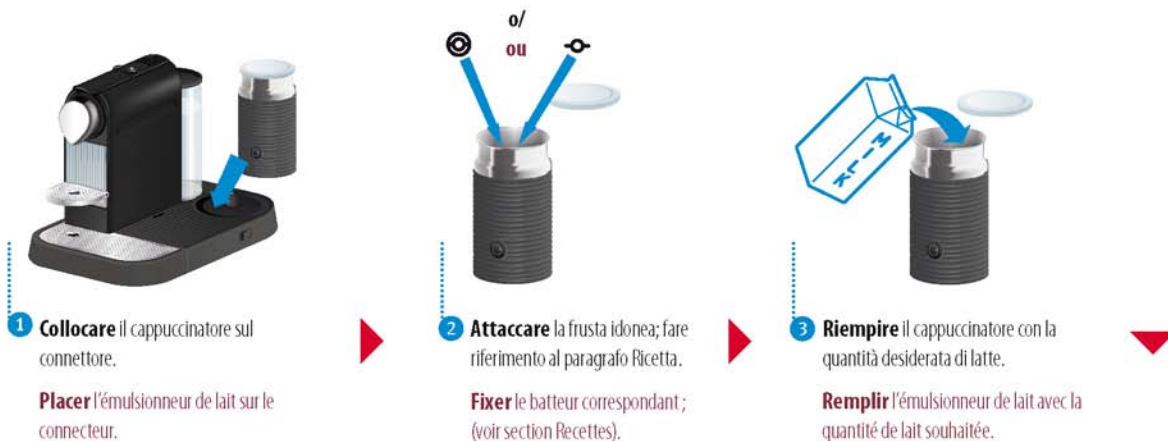 o/
ou
MILK
1 Collocare il cappuccinatore sul
connettore.
Placer l'émulsionneur de lait sur le
connecteur.
2 Attaccare la frusta idonea; fare
riferimento al paragrafo Ricetta.
Fixer le batteur correspondant ;
(voir section Recettes).
3 Riempire il cappuccinatore con la
quantità desiderata di latte.
Remplir l'émulsionneur de lait avec la
quantité de lait souhaitée.